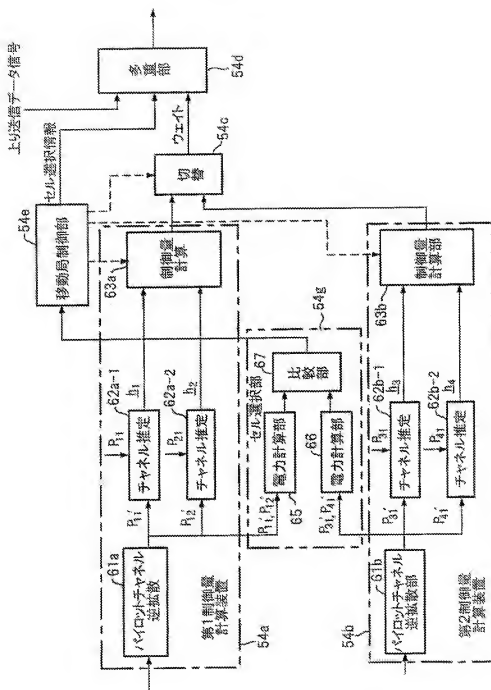 上り送信データ信号
セル選択情報
多重部
54d
ウェイト
切替
54c
54e
移動局制御部
63a
制御量
計算
h1
h2
62a-1
62a-2
P1i
P2i
チャネル推定
チャネル推定
P1i'
P2i'
61a
パイロットチャネル
逆拡散
第1制御量
計算装置
54a
54g
セル選択部
67
比較部
電力計算部
65
電力計算部
66
P1i', P2i'
P3i', P4i'
63b
制御量
計算部
h3
h4
62b-1
62b-2
P3i
P4i
チャネル推定
チャネル推定
P3i'
P4i'
61b
パイロットチャネル
逆拡散部
54b
第2制御量
計算装置